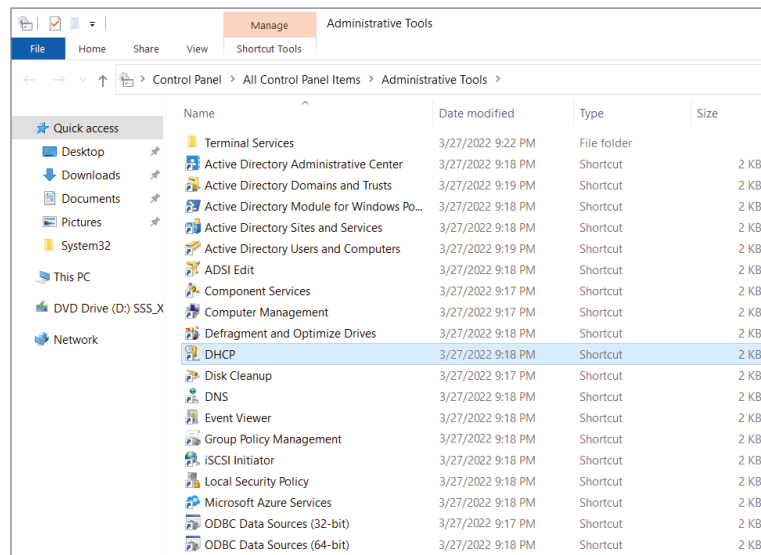 Manage Administrative Tools
File Home Share View Shortcut Tools
Control Panel > All Control Panel Items > Administrative Tools >
Name Date modified Type Size
Quick access
Desktop
Downloads
Documents
Pictures
System32
This PC
DVD Drive (D:) SSS_X
Network
Terminal Services 3/27/2022 9:22 PM File folder
Active Directory Administrative Center 3/27/2022 9:18 PM Shortcut 2 KB
Active Directory Domains and Trusts 3/27/2022 9:19 PM Shortcut 2 KB
Active Directory Module for Windows Po... 3/27/2022 9:18 PM Shortcut 2 KB
Active Directory Sites and Services 3/27/2022 9:18 PM Shortcut 2 KB
Active Directory Users and Computers 3/27/2022 9:19 PM Shortcut 2 KB
ADSI Edit 3/27/2022 9:18 PM Shortcut 2 KB
Component Services 3/27/2022 9:17 PM Shortcut 2 KB
Computer Management 3/27/2022 9:17 PM Shortcut 2 KB
Defragment and Optimize Drives 3/27/2022 9:18 PM Shortcut 2 KB
DHCP 3/27/2022 9:18 PM Shortcut 2 KB
Disk Cleanup 3/27/2022 9:17 PM Shortcut 2 KB
DNS 3/27/2022 9:18 PM Shortcut 2 KB
Event Viewer 3/27/2022 9:18 PM Shortcut 2 KB
Group Policy Management 3/27/2022 9:18 PM Shortcut 2 KB
iSCSI Initiator 3/27/2022 9:18 PM Shortcut 2 KB
Local Security Policy 3/27/2022 9:18 PM Shortcut 2 KB
Microsoft Azure Services 3/27/2022 9:18 PM Shortcut 2 KB
ODBC Data Sources (32-bit) 3/27/2022 9:17 PM Shortcut 2 KB
ODBC Data Sources (64-bit) 3/27/2022 9:18 PM Shortcut 2 KB